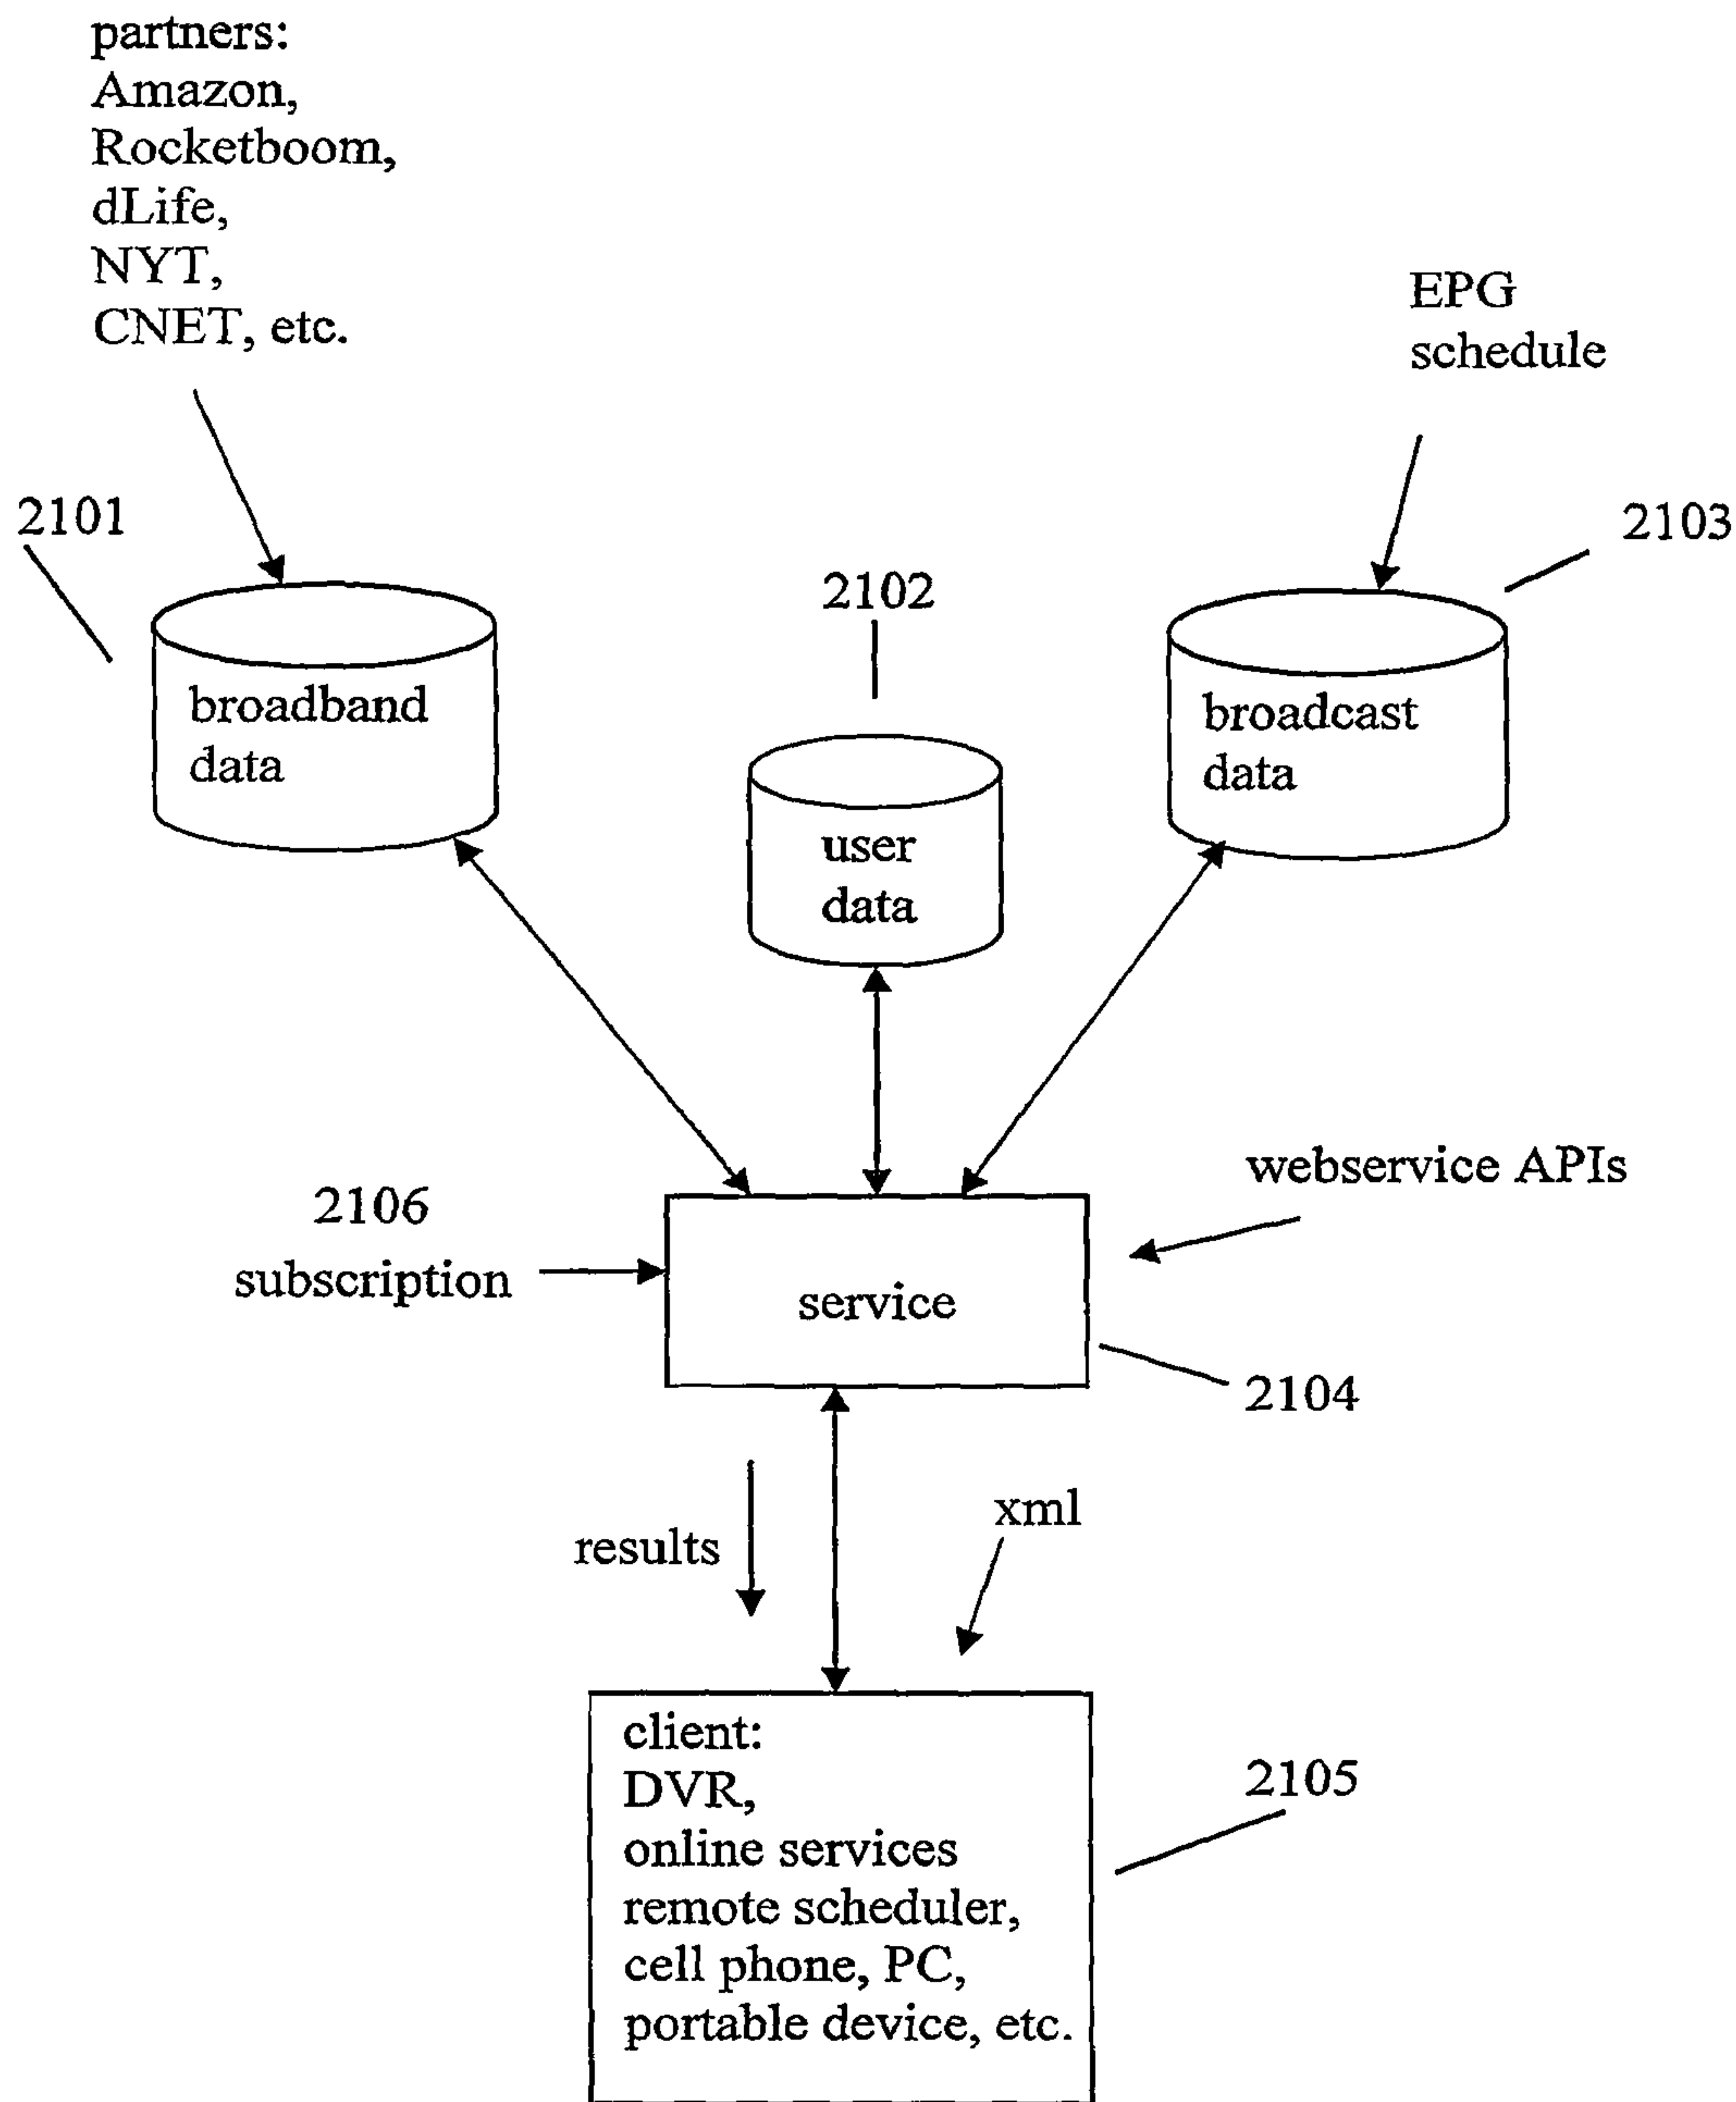 partners:
Amazon,
Rocketboom,
dLife,
NYT,
CNET, etc.
EPG
schedule
2101
2103
2102
broadband
data
broadcast
data
user
data
webservice APIs
2106
subscription
service
2104
xml
results
client:
DVR,
online services
remote scheduler,
cell phone, PC,
portable device, etc.
2105